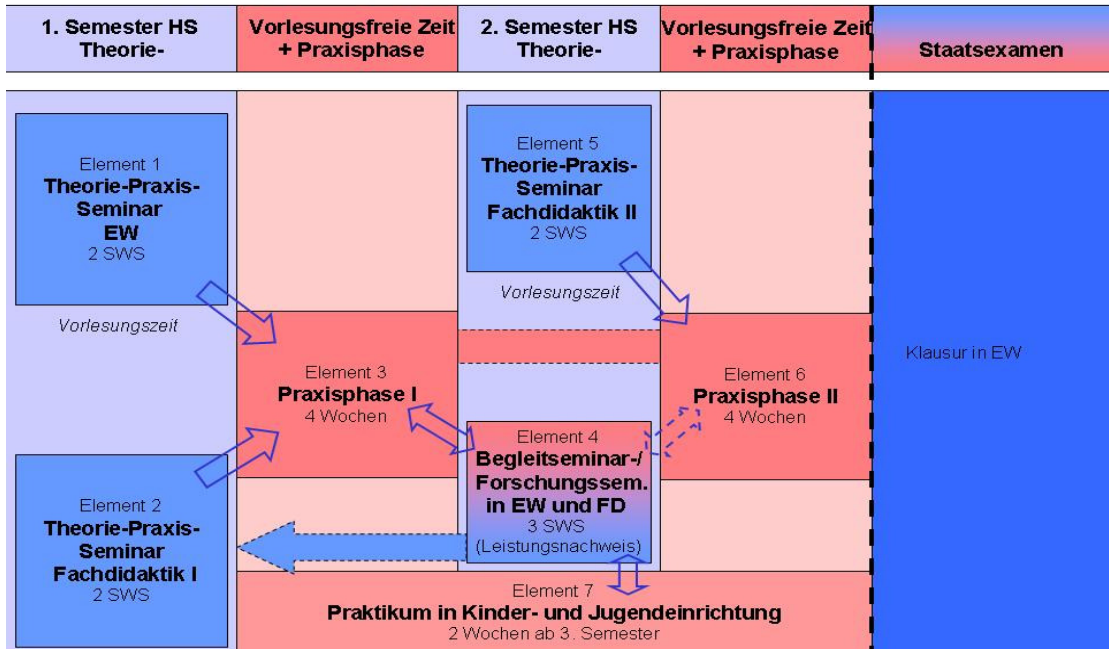 1. Semester HS
Theorie-
Vorlesungsfreie Zeit
+ Praxisphase
2. Semester HS
Theorie-
Vorlesungsfreie Zeit
+ Praxisphase
Staatsexamen
Element 1
Theorie-Praxis-
Seminar
EW
2 SWS
Vorlesungszeit
Element 2
Theorie-Praxis-
Seminar
Fachdidaktik I
2 SWS
Element 3
Praxisphase I
4 Wochen
Element 5
Theorie-Praxis-
Seminar
Fachdidaktik II
2 SWS
Vorlesungszeit
Element 4
Begleitseminar-/
Forschungssem.
in EW und FD
3 SWS
(Leistungsnachweis)
Element 6
Praxisphase II
4 Wochen
Element 7
Praktikum in Kinder- und Jugendeinrichtung
2 Wochen ab 3. Semester
Klausur in EW